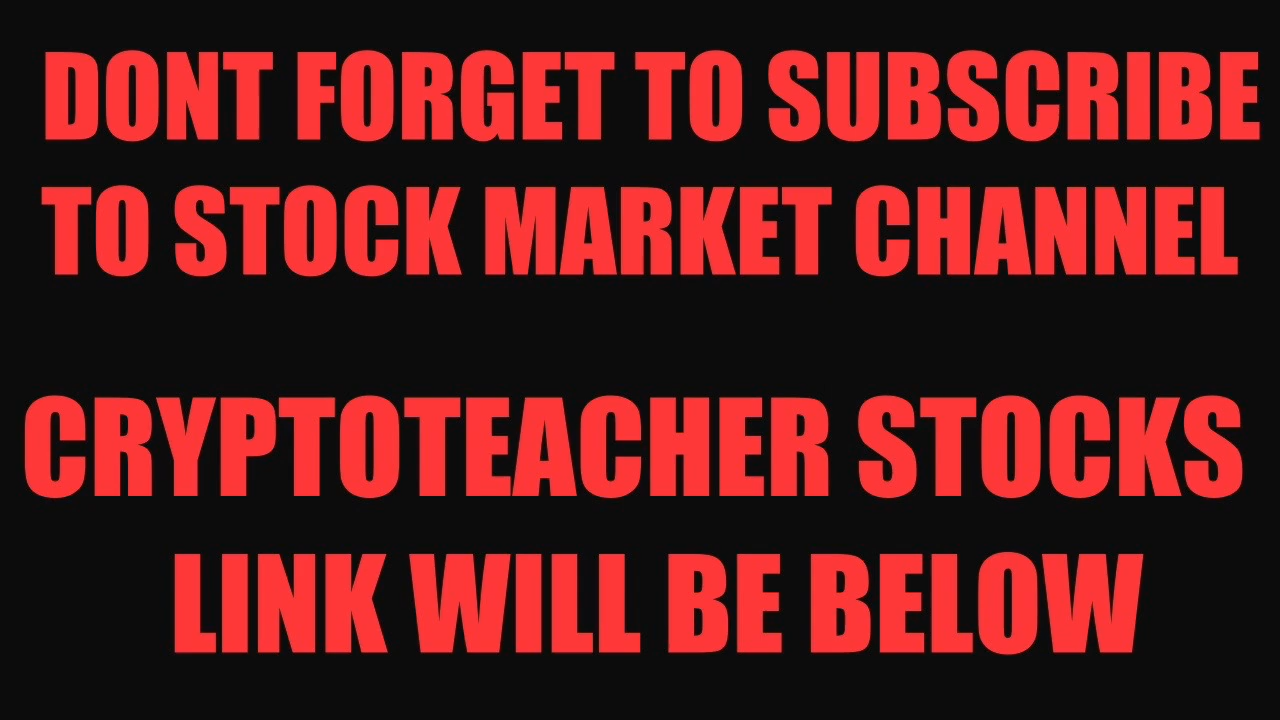 DONT FORGET TO SUBSCRIBE
TO STOCK MARKET CHANNEL
CRYPTOTEACHER STOCKS
LINK WILL BE BELOW